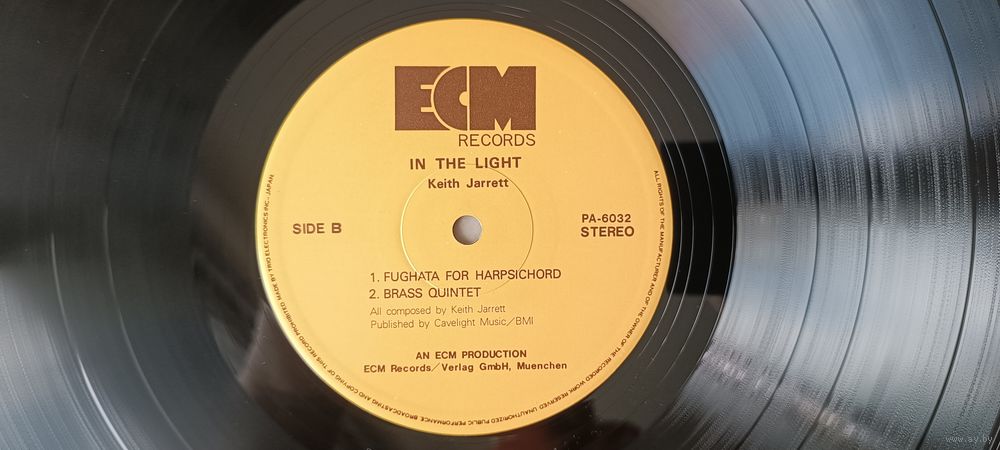 ECM
RECORDS
IN THE LIGHT
Keith Jarrett
SIDE B
PA-6032
STEREO
1. FUGHATA FOR HARPSICHORD
2. BRASS QUINTET
All composed by Keith Jarrett
Published by Cavelight Music/BMI
AN ECM PRODUCTION
ECM Records/Verlag GmbH, Muenchen
ALL RIGHTS OF THE MANUFACTURER AND OF THE OWNER OF THE RECORDED WORK RESERVED. UNAUTHORIZED PUBLIC PERFORMANCE, BROADCASTING AND COPYING OF THIS RECORD PROHIBITED. MADE BY TRIO ELECTRONICS INC., JAPAN
www.ay.by